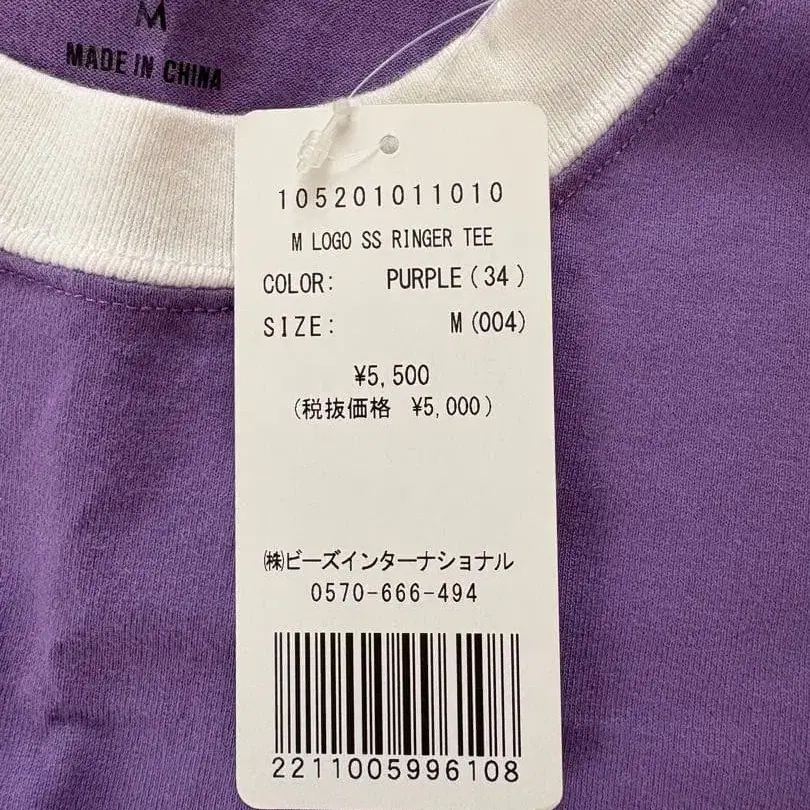 M
MADE IN CHINA
105201011010
M LOGO SS RINGER TEE
COLOR: PURPLE(34)
SIZE: M(004)
¥5,500
(税抜価格 ¥5,000)
㈱ビーズインターナショナル
0570-666-494
2211005996108